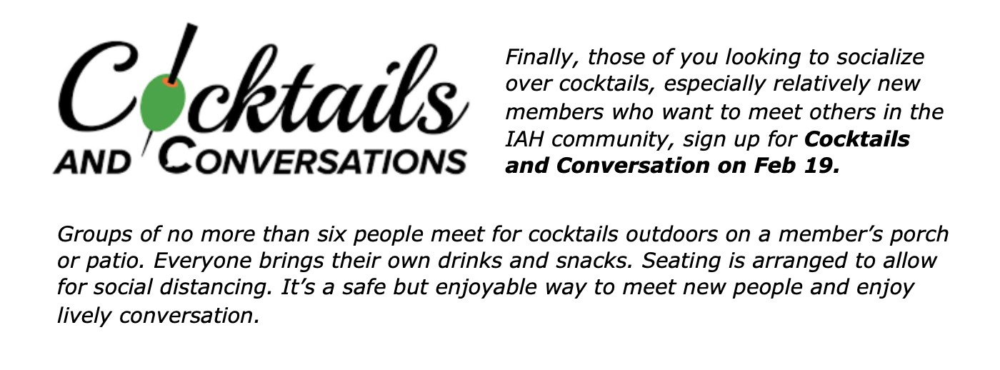 Cocktails
AND CONVERSATIONS
Finally, those of you looking to socialize
over cocktails, especially relatively new
members who want to meet others in the
IAH community, sign up for Cocktails
and Conversation on Feb 19.
Groups of no more than six people meet for cocktails outdoors on a member’s porch
or patio. Everyone brings their own drinks and snacks. Seating is arranged to allow
for social distancing. It’s a safe but enjoyable way to meet new people and enjoy
lively conversation.